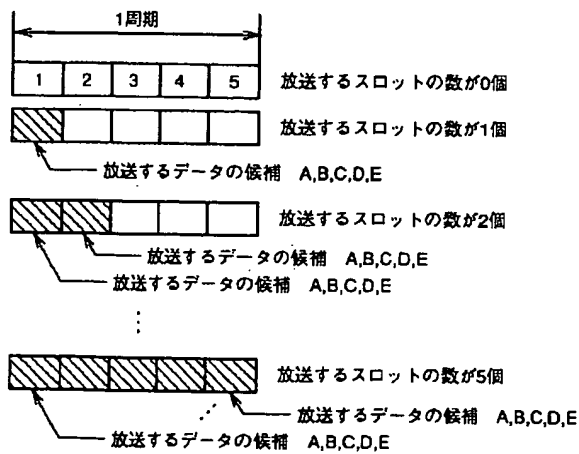 1周期
1 2 3 4 5 放送するスロットの数が0個
放送するスロットの数が1個
放送するデータの候補 A,B,C,D,E
放送するスロットの数が2個
放送するデータの候補 A,B,C,D,E
放送するデータの候補 A,B,C,D,E
放送するスロットの数が5個
放送するデータの候補 A,B,C,D,E
放送するデータの候補 A,B,C,D,E